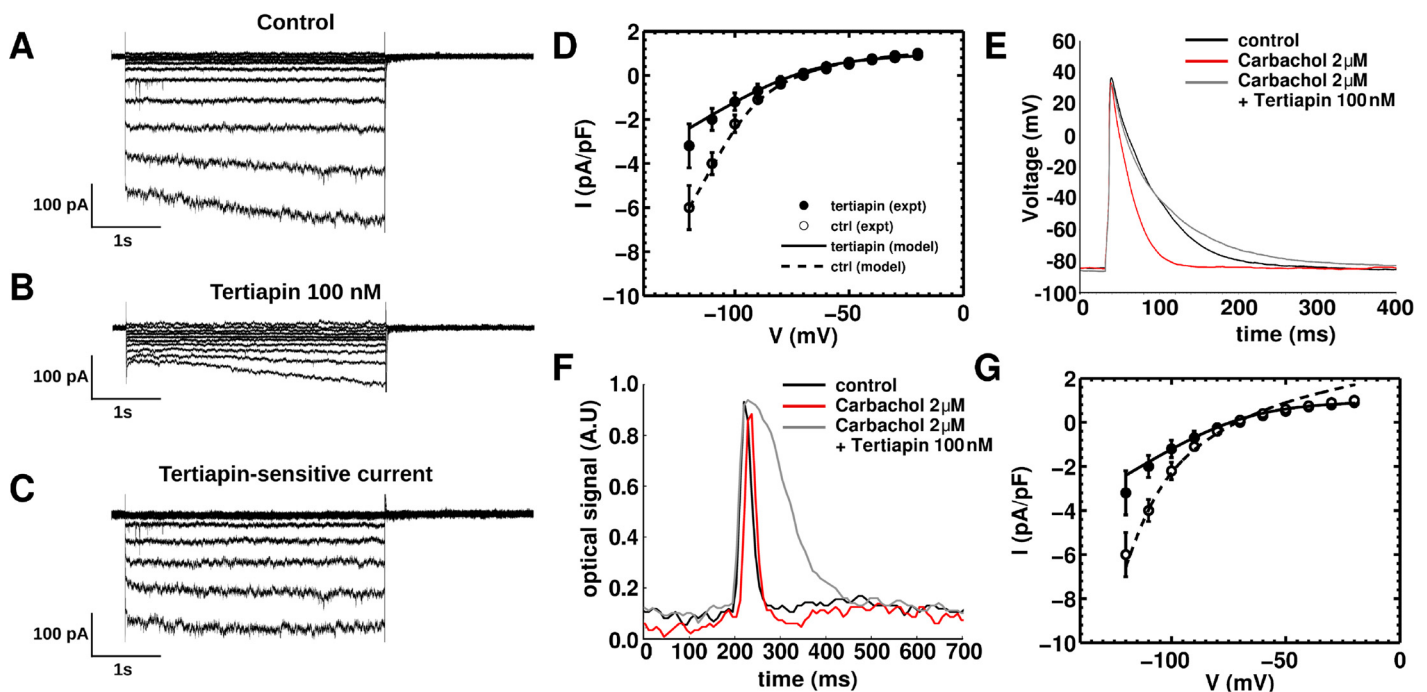 A
Control
100 pA
1s
B
Tertiapin 100 nM
100 pA
1s
C
Tertiapin-sensitive current
100 pA
1s
D
2
0
−2
−4
−6
−8
−10
I (pA/pF)
tertiapin (expt)
ctrl (expt)
tertiapin (model)
ctrl (model)
−100 −50 0
V (mV)
E
control
Carbachol 2µM
Carbachol 2µM
+ Tertiapin 100nM
60
40
20
0
−20
−40
−60
−80
−100
Voltage (mV)
0 100 200 300 400
time (ms)
F
control
Carbachol 2µM
Carbachol 2µM
+ Tertiapin 100nM
1.0
0.8
0.6
0.4
0.2
0.0
optical signal (A.U)
0 100 200 300 400 500 600 700
time (ms)
G
2
0
−2
−4
−6
−8
−10
I (pA/pF)
−100 −50 0
V (mV)